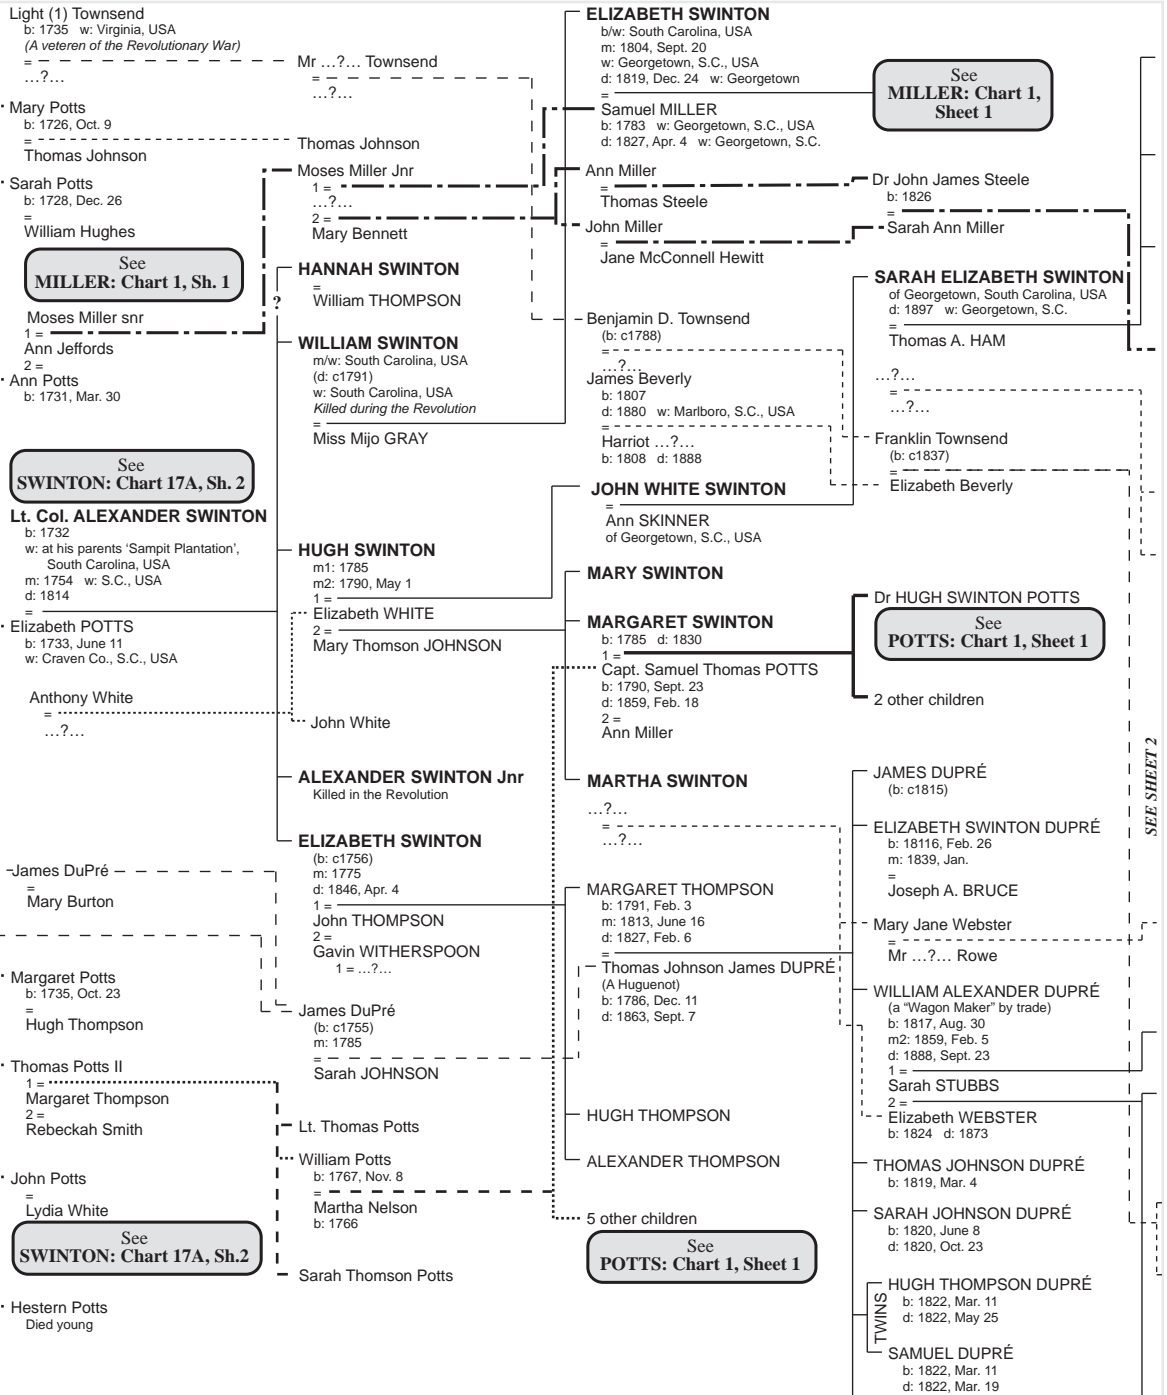 Light (1) Townsend
b: 1735 w: Virginia, USA
(A veteren of the Revolutionary War)
=
...?...
Mary Potts
b: 1726, Oct. 9
=
Thomas Johnson
Sarah Potts
b: 1728, Dec. 26
=
William Hughes
See
MILLER: Chart 1, Sh. 1
Moses Miller snr
1 =
Ann Jeffords
2 =
Ann Potts
b: 1731, Mar. 30
See
SWINTON: Chart 17A, Sh. 2
Lt. Col. ALEXANDER SWINTON
b: 1732
w: at his parents ‘Sampit Plantation’,
South Carolina, USA
m: 1754 w: S.C., USA
d: 1814
=
Elizabeth POTTS
b: 1733, June 11
w: Craven Co., S.C., USA
Anthony White
=
...?...
James DuPré
=
Mary Burton
Margaret Potts
b: 1735, Oct. 23
=
Hugh Thompson
Thomas Potts II
1 =
Margaret Thompson
2 =
Rebeckah Smith
John Potts
=
Lydia White
See
SWINTON: Chart 17A, Sh.2
Hestern Potts
Died young
Mr ...?... Townsend
=
...?...
Thomas Johnson
Moses Miller Jnr
1 =
...?...
2 =
Mary Bennett
?
HANNAH SWINTON
=
William THOMPSON
WILLIAM SWINTON
m/w: South Carolina, USA
(d: c1791)
w: South Carolina, USA
Killed during the Revolution
=
Miss Mijo GRAY
HUGH SWINTON
m1: 1785
m2: 1790, May 1
1 =
Elizabeth WHITE
2 =
Mary Thomson JOHNSON
John White
ALEXANDER SWINTON Jnr
Killed in the Revolution
ELIZABETH SWINTON
(b: c1756)
m: 1775
d: 1846, Apr. 4
1 =
John THOMPSON
2 =
Gavin WITHERSPOON
1 = ...?...
James DuPré
(b: c1755)
m: 1785
=
Sarah JOHNSON
Lt. Thomas Potts
William Potts
b: 1767, Nov. 8
=
Martha Nelson
b: 1766
Sarah Thomson Potts
ELIZABETH SWINTON
b/w: South Carolina, USA
m: 1804, Sept. 20
w: Georgetown, S.C., USA
d: 1819, Dec. 24 w: Georgetown
=
Samuel MILLER
b: 1783 w: Georgetown, S.C., USA
d: 1827, Apr. 4 w: Georgetown, S.C.
Ann Miller
=
Thomas Steele
John Miller
=
Jane McConnell Hewitt
Benjamin D. Townsend
(b: c1788)
=
...?...
James Beverly
b: 1807
d: 1880 w: Marlboro, S.C., USA
=
Harriot ...?...
b: 1808 d: 1888
JOHN WHITE SWINTON
=
Ann SKINNER
of Georgetown, S.C., USA
MARY SWINTON
MARGARET SWINTON
b: 1785 d: 1830
1 =
Capt. Samuel Thomas POTTS
b: 1790, Sept. 23
d: 1859, Feb. 18
2 =
Ann Miller
MARTHA SWINTON
...?...
=
...?...
MARGARET THOMPSON
b: 1791, Feb. 3
m: 1813, June 16
d: 1827, Feb. 6
=
Thomas Johnson James DUPRÉ
(A Huguenot)
b: 1786, Dec. 11
d: 1863, Sept. 7
HUGH THOMPSON
ALEXANDER THOMPSON
5 other children
See
POTTS: Chart 1, Sheet 1
See
MILLER: Chart 1,
Sheet 1
Dr John James Steele
b: 1826
=
Sarah Ann Miller
SARAH ELIZABETH SWINTON
of Georgetown, South Carolina, USA
d: 1897 w: Georgetown, S.C.
=
Thomas A. HAM
...?...
=
...?...
Franklin Townsend
(b: c1837)
=
Elizabeth Beverly
Dr HUGH SWINTON POTTS
See
POTTS: Chart 1, Sheet 1
2 other children
JAMES DUPRÉ
(b: c1815)
ELIZABETH SWINTON DUPRÉ
b: 18116, Feb. 26
m: 1839, Jan.
=
Joseph A. BRUCE
Mary Jane Webster
=
Mr ...?... Rowe
WILLIAM ALEXANDER DUPRÉ
(a “Wagon Maker” by trade)
b: 1817, Aug. 30
m2: 1859, Feb. 5
d: 1888, Sept. 23
1 =
Sarah STUBBS
2 =
Elizabeth WEBSTER
b: 1824 d: 1873
THOMAS JOHNSON DUPRÉ
b: 1819, Mar. 4
SARAH JOHNSON DUPRÉ
b: 1820, June 8
d: 1820, Oct. 23
TWINS
HUGH THOMPSON DUPRÉ
b: 1822, Mar. 11
d: 1822, May 25
SAMUEL DUPRÉ
b: 1822, Mar. 11
d: 1822, Mar. 19
SEE SHEET 2